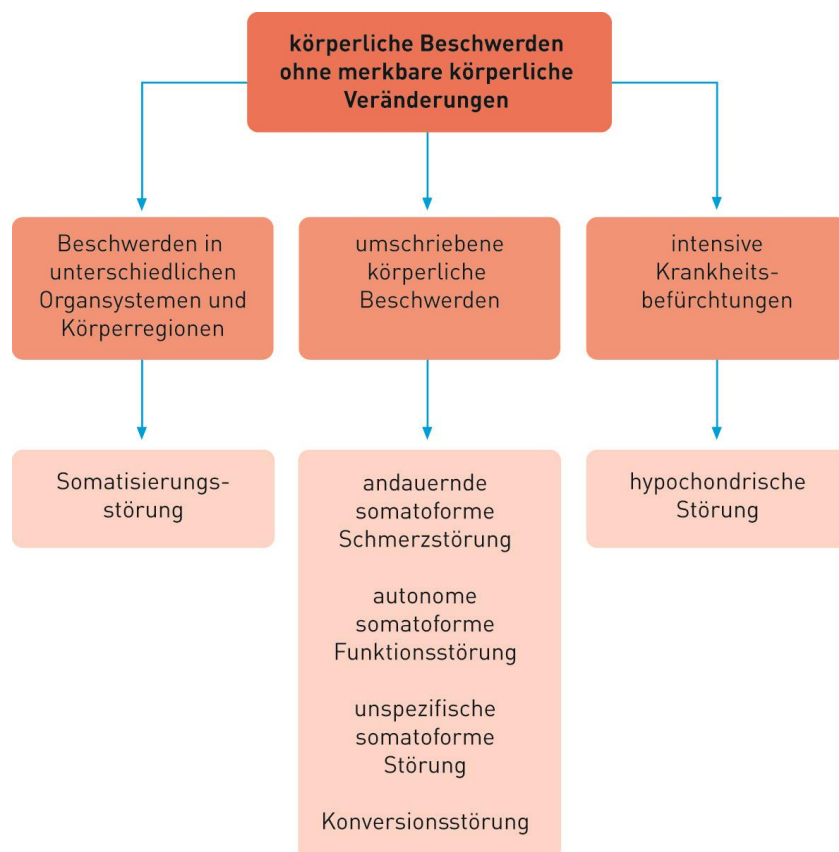 körperliche Beschwerden
ohne merkbare körperliche
Veränderungen
Beschwerden in
unterschiedlichen
Organsystemen und
Körperregionen
umschriebene
körperliche
Beschwerden
intensive
Krankheits-
befürchtungen
Somatisierungs-
störung
andauernde
somatoforme
Schmerzstörung
autonome
somatoforme
Funktionsstörung
unspezifische
somatoforme
Störung
Konversionsstörung
hypochondrische
Störung